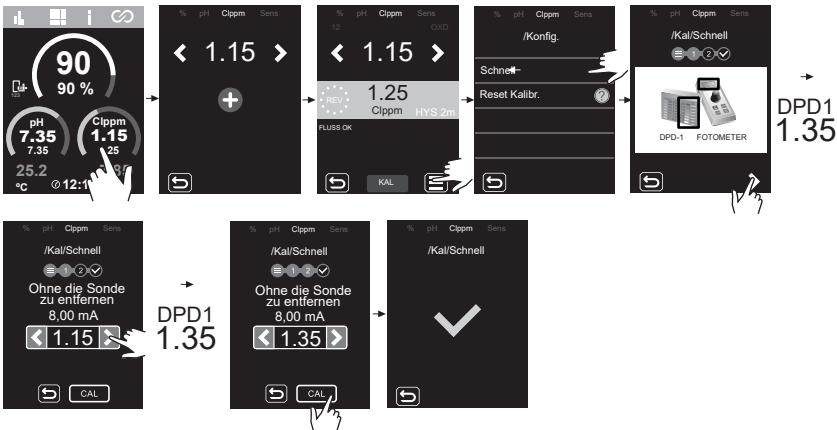 i
90
90 %
123
pH
7.35
7.35
Clppm
1.15
25
25.2
ºC
12:1
% pH Clppm Sens
1.15
+
% pH Clppm Sens
12 OXD
1.15
REV
1.25
Clppm
HYS 2m
FLUSS OK
KAL
% pH Clppm Sens
/Konfig.
Schnell
Reset Kalibr. ?
% pH Clppm Sens
/Kal/Schnell
1 2
DPD-1 FOTOMETER
DPD1
1.35
% pH Clppm Sens
/Kal/Schnell
1 2
Ohne die Sonde
zu entfernen
8,00 mA
1.15
CAL
DPD1
1.35
% pH Clppm Sens
/Kal/Schnell
1 2
Ohne die Sonde
zu entfernen
8,00 mA
1.35
CAL
% pH Clppm Sens
/Kal/Schnell